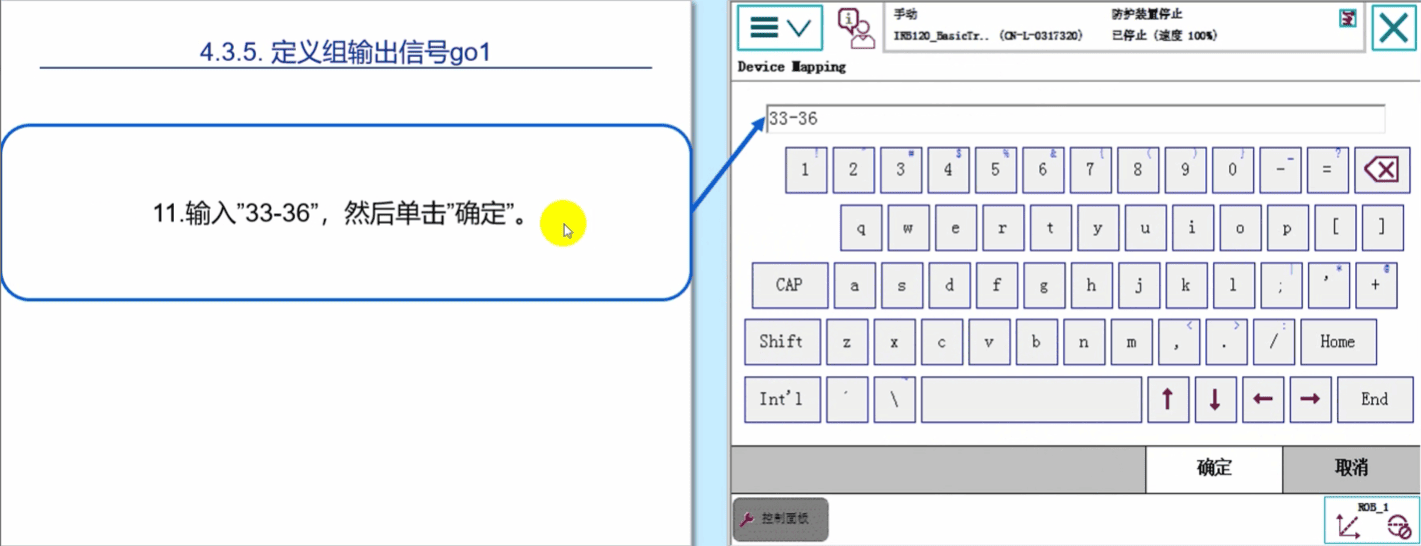 4.3.5. 定义组输出信号go1
11.输入”33-36”，然后单击”确定”。
手动
防护装置停止
IRB120_BasicTr.. (CN-L-0317320)
已停止 (速度 100%)
Device Mapping
33-36
1 ! 2 3 # 4 $ 5 % 6 & 7 { 8 ( 9 ) 0 } - _ = ?
q w e r t y u i o p [ ]
CAP a s d f g h j k l ; | ' * + @
Shift z x c v b n m , < . > / : Home
Int'l ´ \ End
确定 取消
控制面板
ROB_1